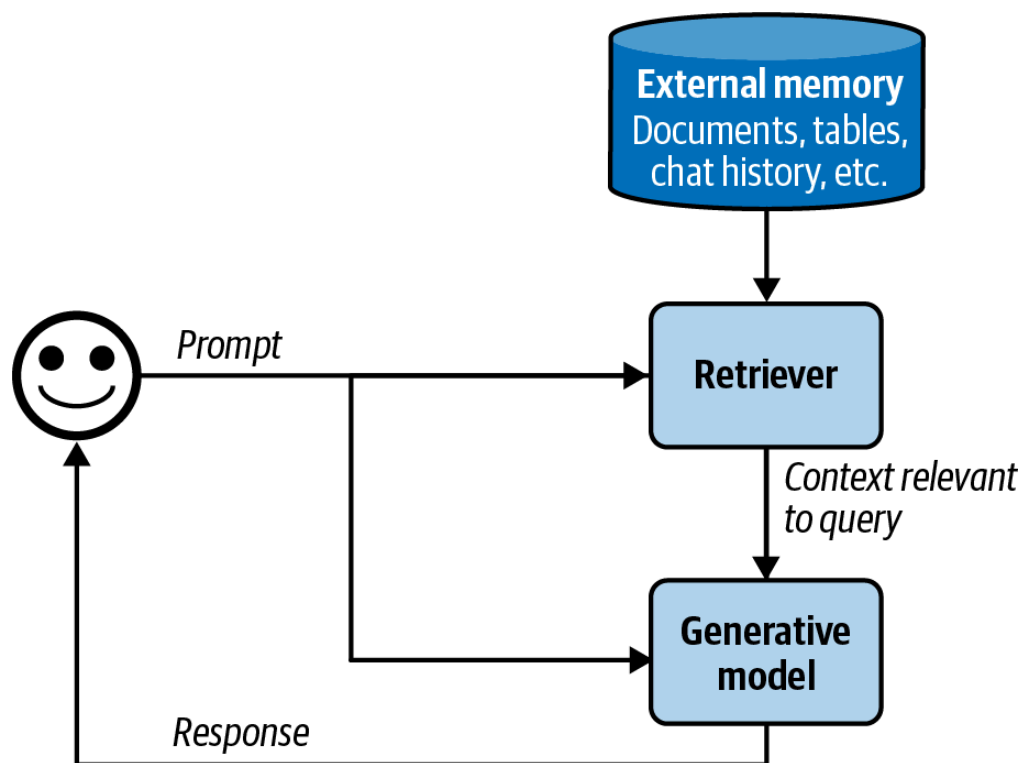 External memory
Documents, tables,
chat history, etc.
Prompt
Retriever
Context relevant
to query
Generative
model
Response